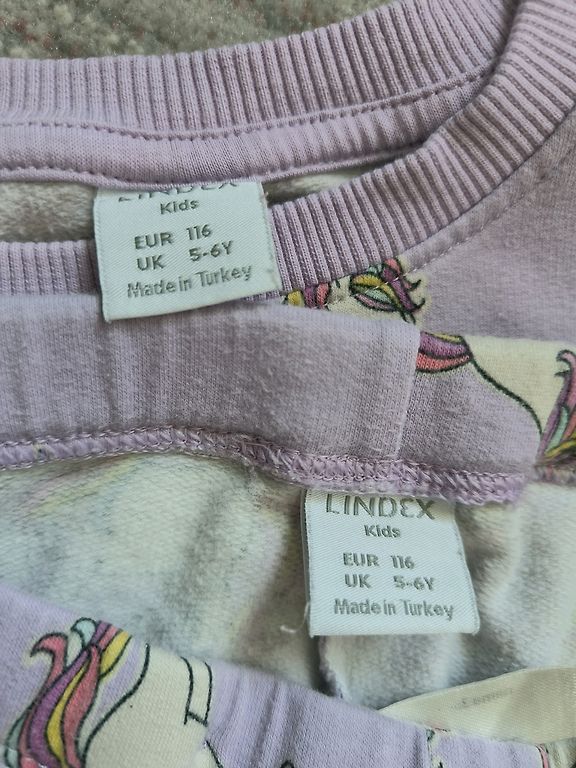 LINDEX
Kids
EUR 116
UK 5-6Y
Made in Turkey
LINDEX
Kids
EUR 116
UK 5-6Y
Made in Turkey